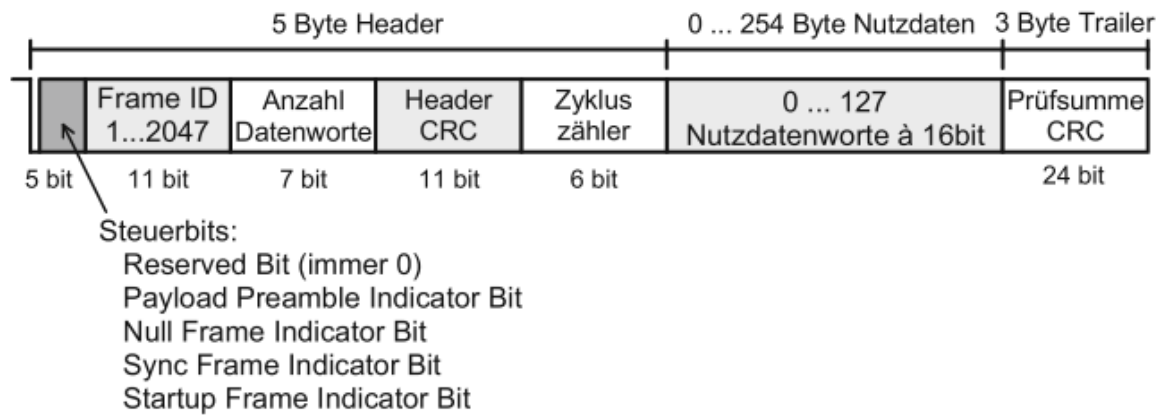 5 Byte Header
0 ... 254 Byte Nutzdaten
3 Byte Trailer
Frame ID
1...2047
Anzahl
Datenworte
Header
CRC
Zyklus
zähler
0 ... 127
Nutzdatenworte à 16bit
Prüfsumme
CRC
5 bit
11 bit
7 bit
11 bit
6 bit
24 bit
Steuerbits:
Reserved Bit (immer 0)
Payload Preamble Indicator Bit
Null Frame Indicator Bit
Sync Frame Indicator Bit
Startup Frame Indicator Bit